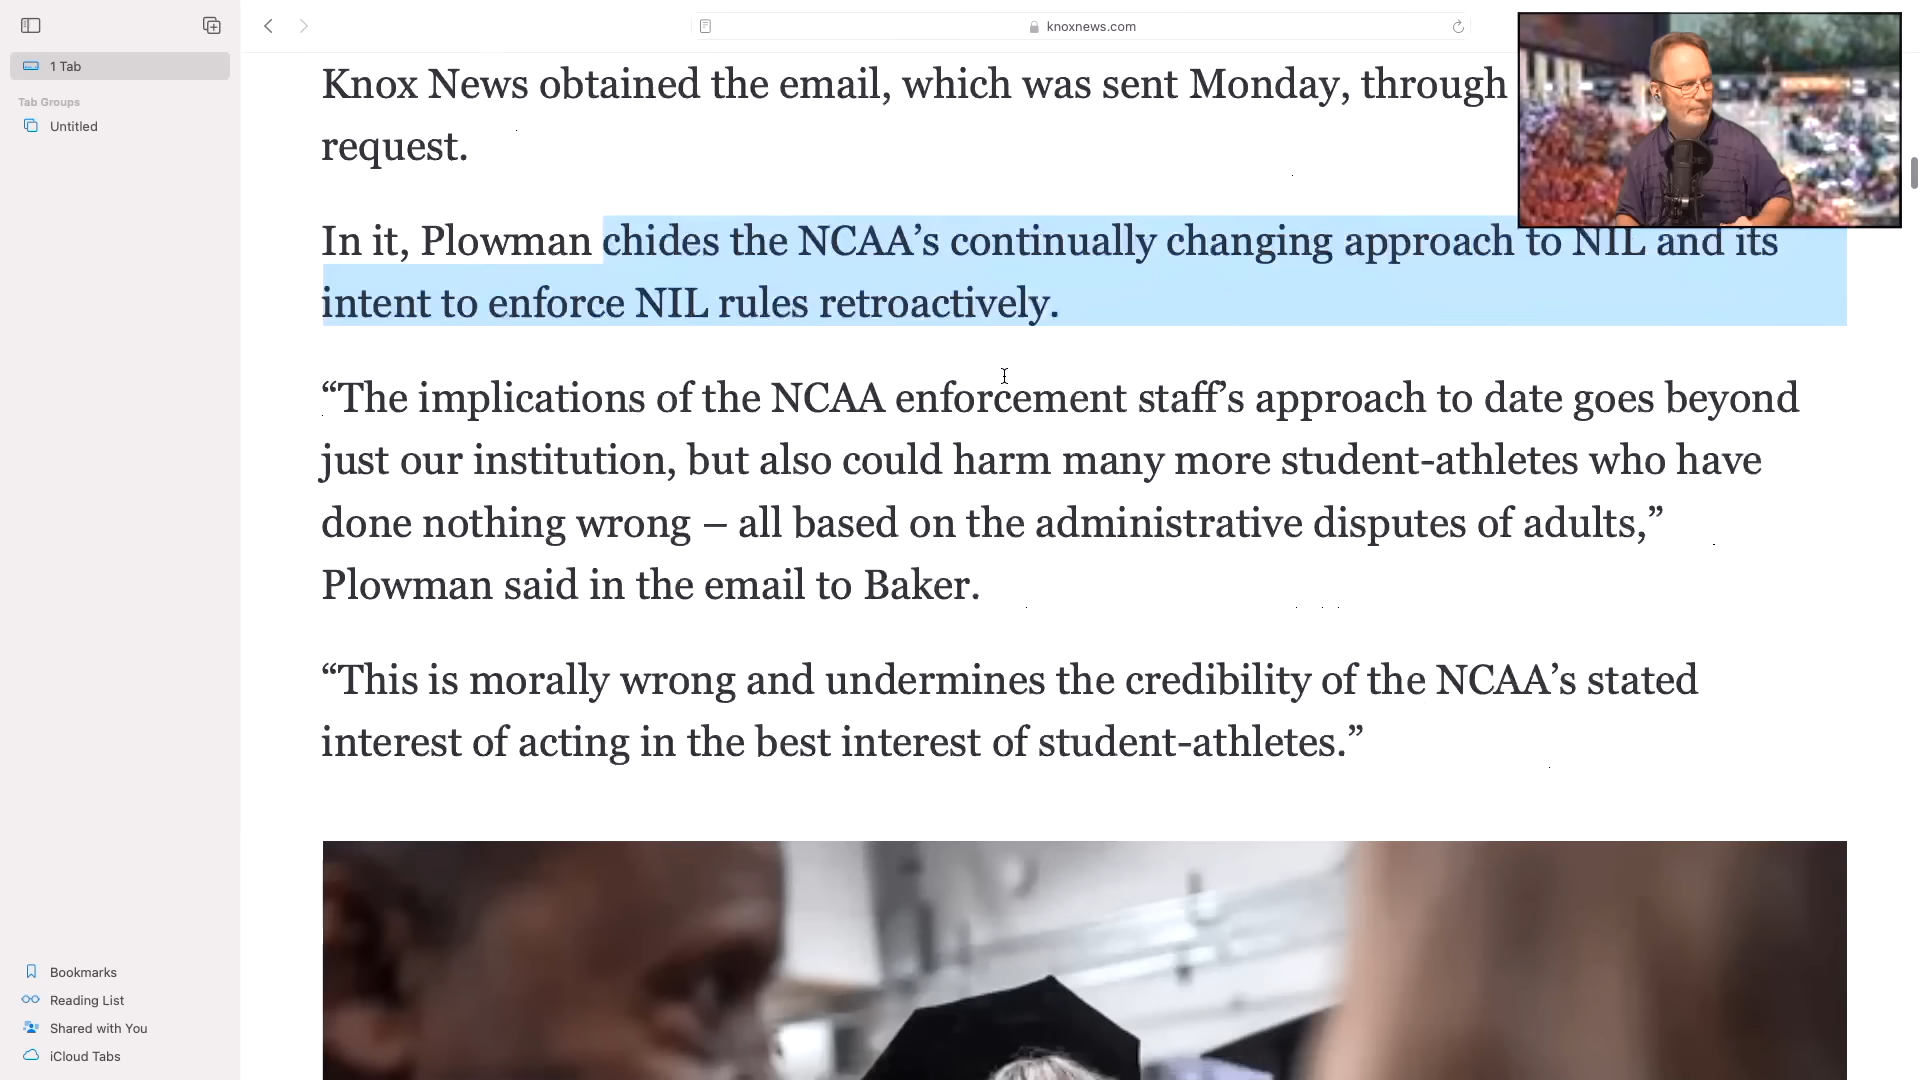 1 Tab
Tab Groups
Untitled
Bookmarks
Reading List
Shared with You
iCloud Tabs
knoxnews.com
Knox News obtained the email, which was sent Monday, through
request.
In it, Plowman chides the NCAA’s continually changing approach to NIL and its
intent to enforce NIL rules retroactively.
“The implications of the NCAA enforcement staff’s approach to date goes beyond
just our institution, but also could harm many more student-athletes who have
done nothing wrong – all based on the administrative disputes of adults,”
Plowman said in the email to Baker.
“This is morally wrong and undermines the credibility of the NCAA’s stated
interest of acting in the best interest of student-athletes.”